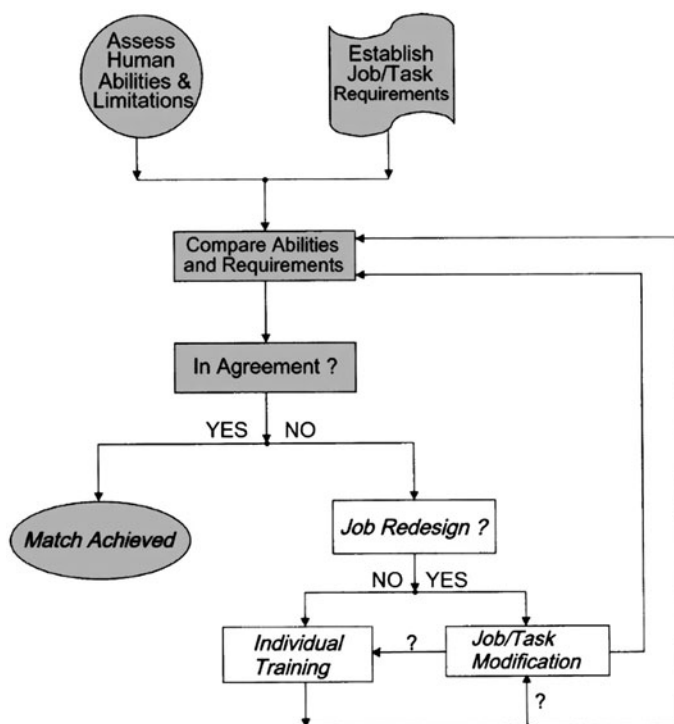 Assess
Human
Abilities &
Limitations
Establish
Job/Task
Requirements
Compare Abilities
and Requirements
In Agreement ?
YES
NO
Match Achieved
Job Redesign ?
NO
YES
Individual
Training
?
Job/Task
Modification
?